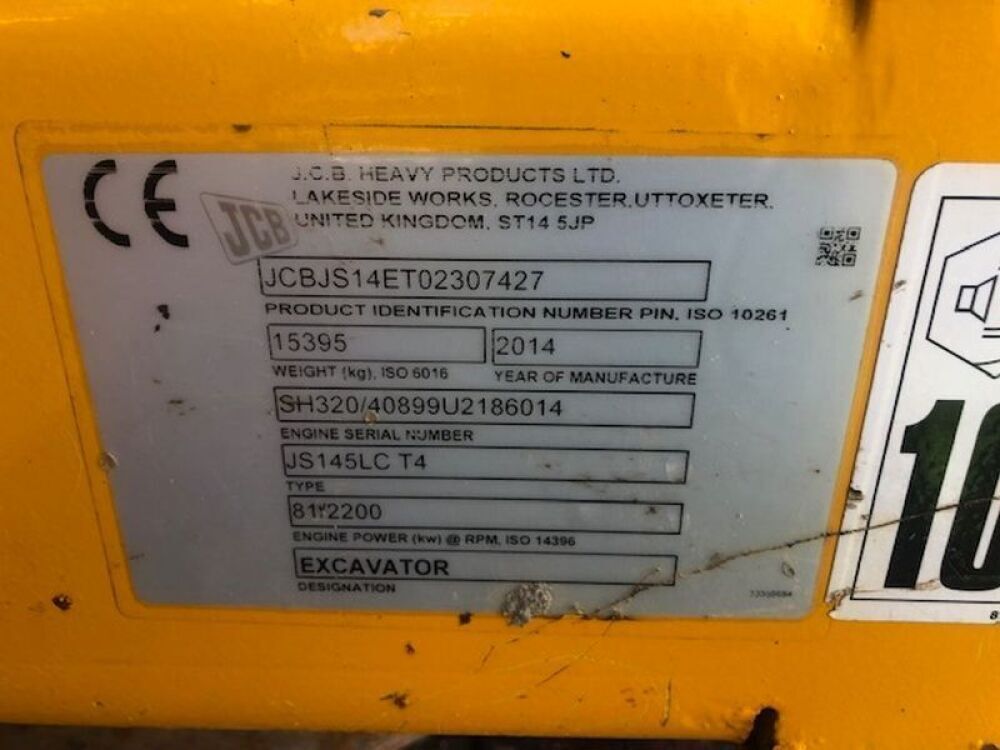 CE
JCB
J.C.B. HEAVY PRODUCTS LTD.
LAKESIDE WORKS, ROCESTER,UTTOXETER,
UNITED KINGDOM, ST14 5JP
JCBJS14ET02307427
PRODUCT IDENTIFICATION NUMBER PIN, ISO 10261
15395 2014
WEIGHT (kg), ISO 6016 YEAR OF MANUFACTURE
SH320/40899U2186014
ENGINE SERIAL NUMBER
JS145LC T4
TYPE
81/2200
ENGINE POWER (kw) @ RPM, ISO 14396
EXCAVATOR
DESIGNATION
10